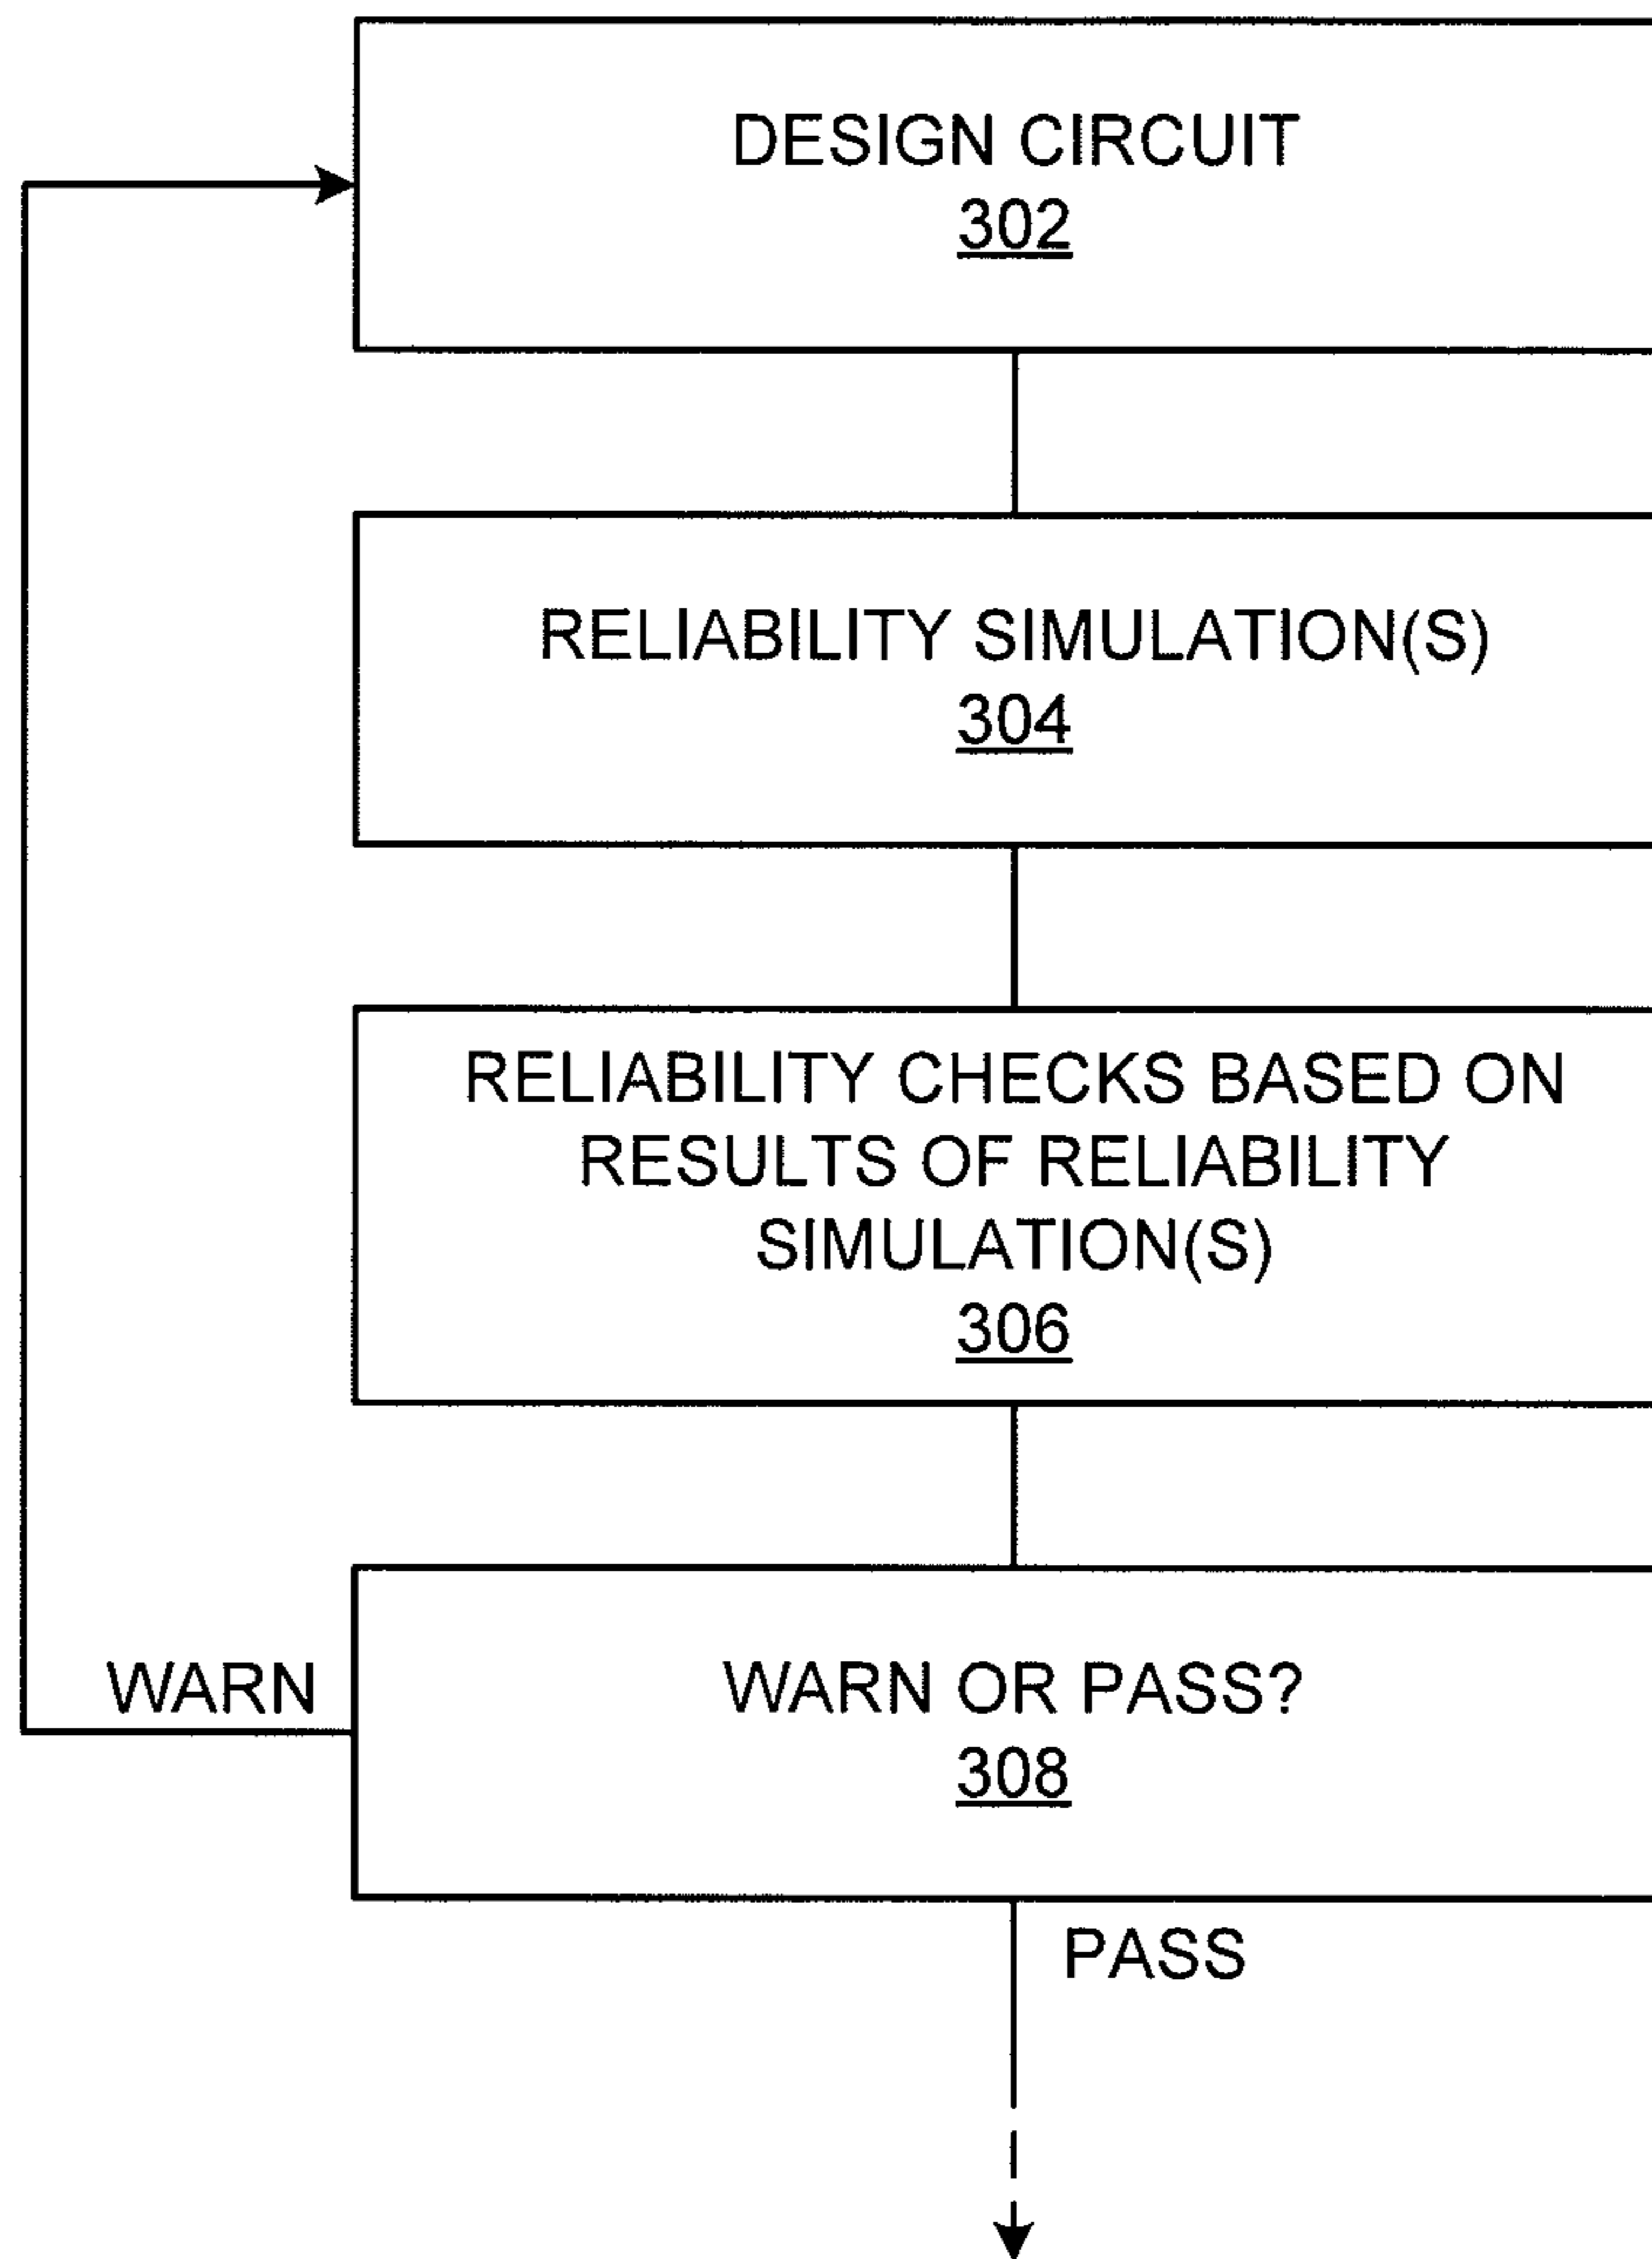 DESIGN CIRCUIT
302
RELIABILITY SIMULATION(S)
304
RELIABILITY CHECKS BASED ON
RESULTS OF RELIABILITY
SIMULATION(S)
306
WARN
WARN OR PASS?
308
PASS